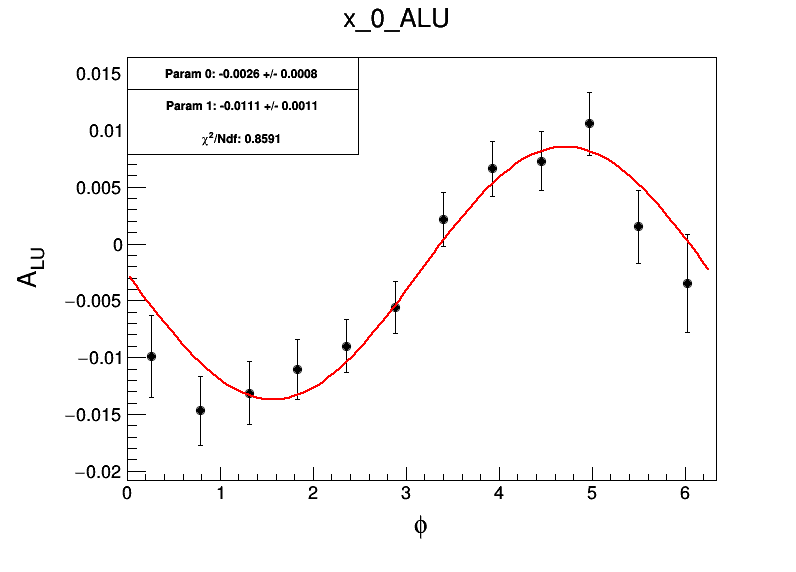 x_0_ALU
Param 0: -0.0026 +/- 0.0008
Param 1: -0.0111 +/- 0.0011
χ²/Ndf: 0.8591
0.015
0.01
0.005
0
−0.005
−0.01
−0.015
−0.02
A_LU
0 1 2 3 4 5 6
ϕ